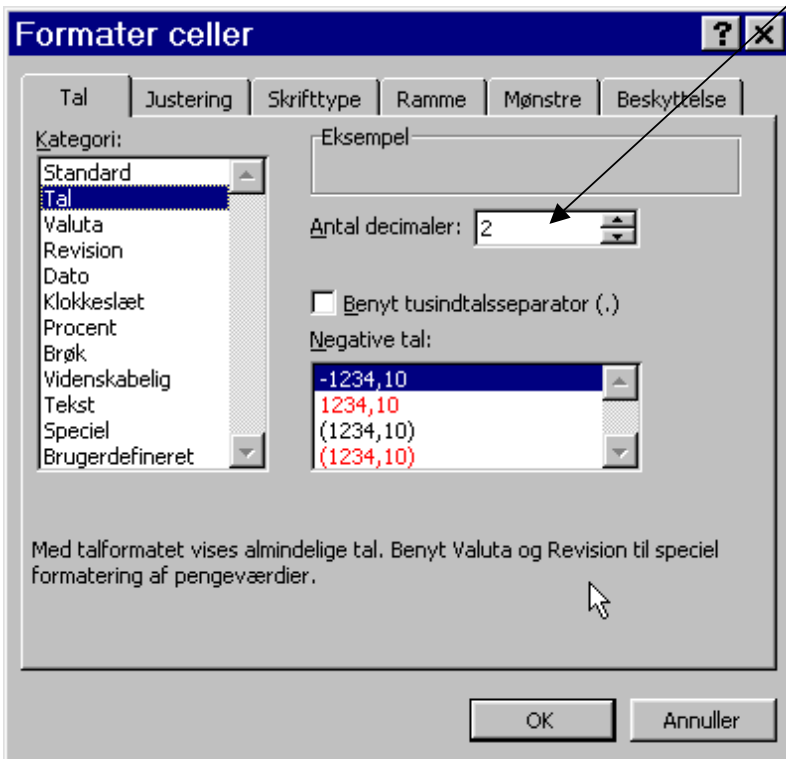 Formater celler
Tal Justering Skrifttype Ramme Mønstre Beskyttelse
Kategori:
Standard
Tal
Valuta
Revision
Dato
Klokkeslæt
Procent
Brøk
Videnskabelig
Tekst
Speciel
Brugerdefineret
Eksempel
Antal decimaler: 2
Benyt tusindtalsseparator (.)
Negative tal:
-1234,10
1234,10
(1234,10)
(1234,10)
Med talformatet vises almindelige tal. Benyt Valuta og Revision til speciel
formatering af pengeværdier.
OK Annuller